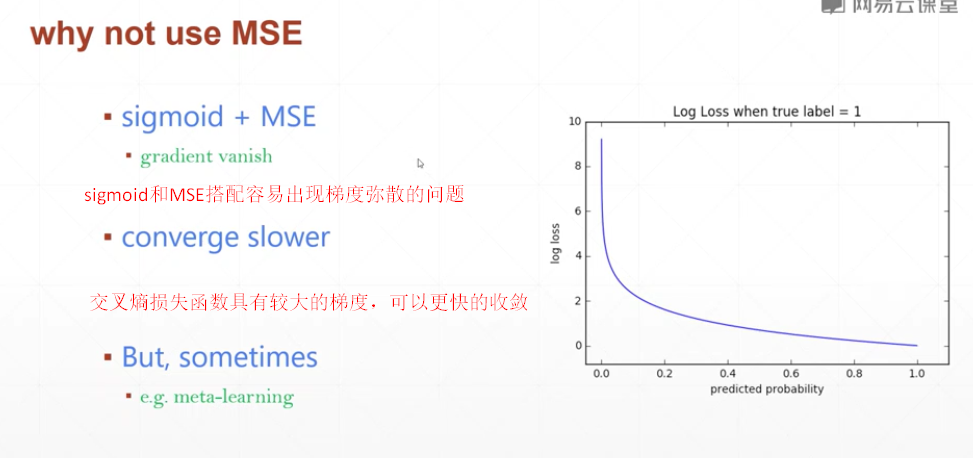 网易云课堂
why not use MSE
sigmoid + MSE
gradient vanish
sigmoid和MSE搭配容易出现梯度弥散的问题
converge slower
交叉熵损失函数具有较大的梯度，可以更快的收敛
But, sometimes
e.g. meta-learning
Log Loss when true label = 1
log loss
10
8
6
4
2
0
0.0 0.2 0.4 0.6 0.8 1.0
predicted probability